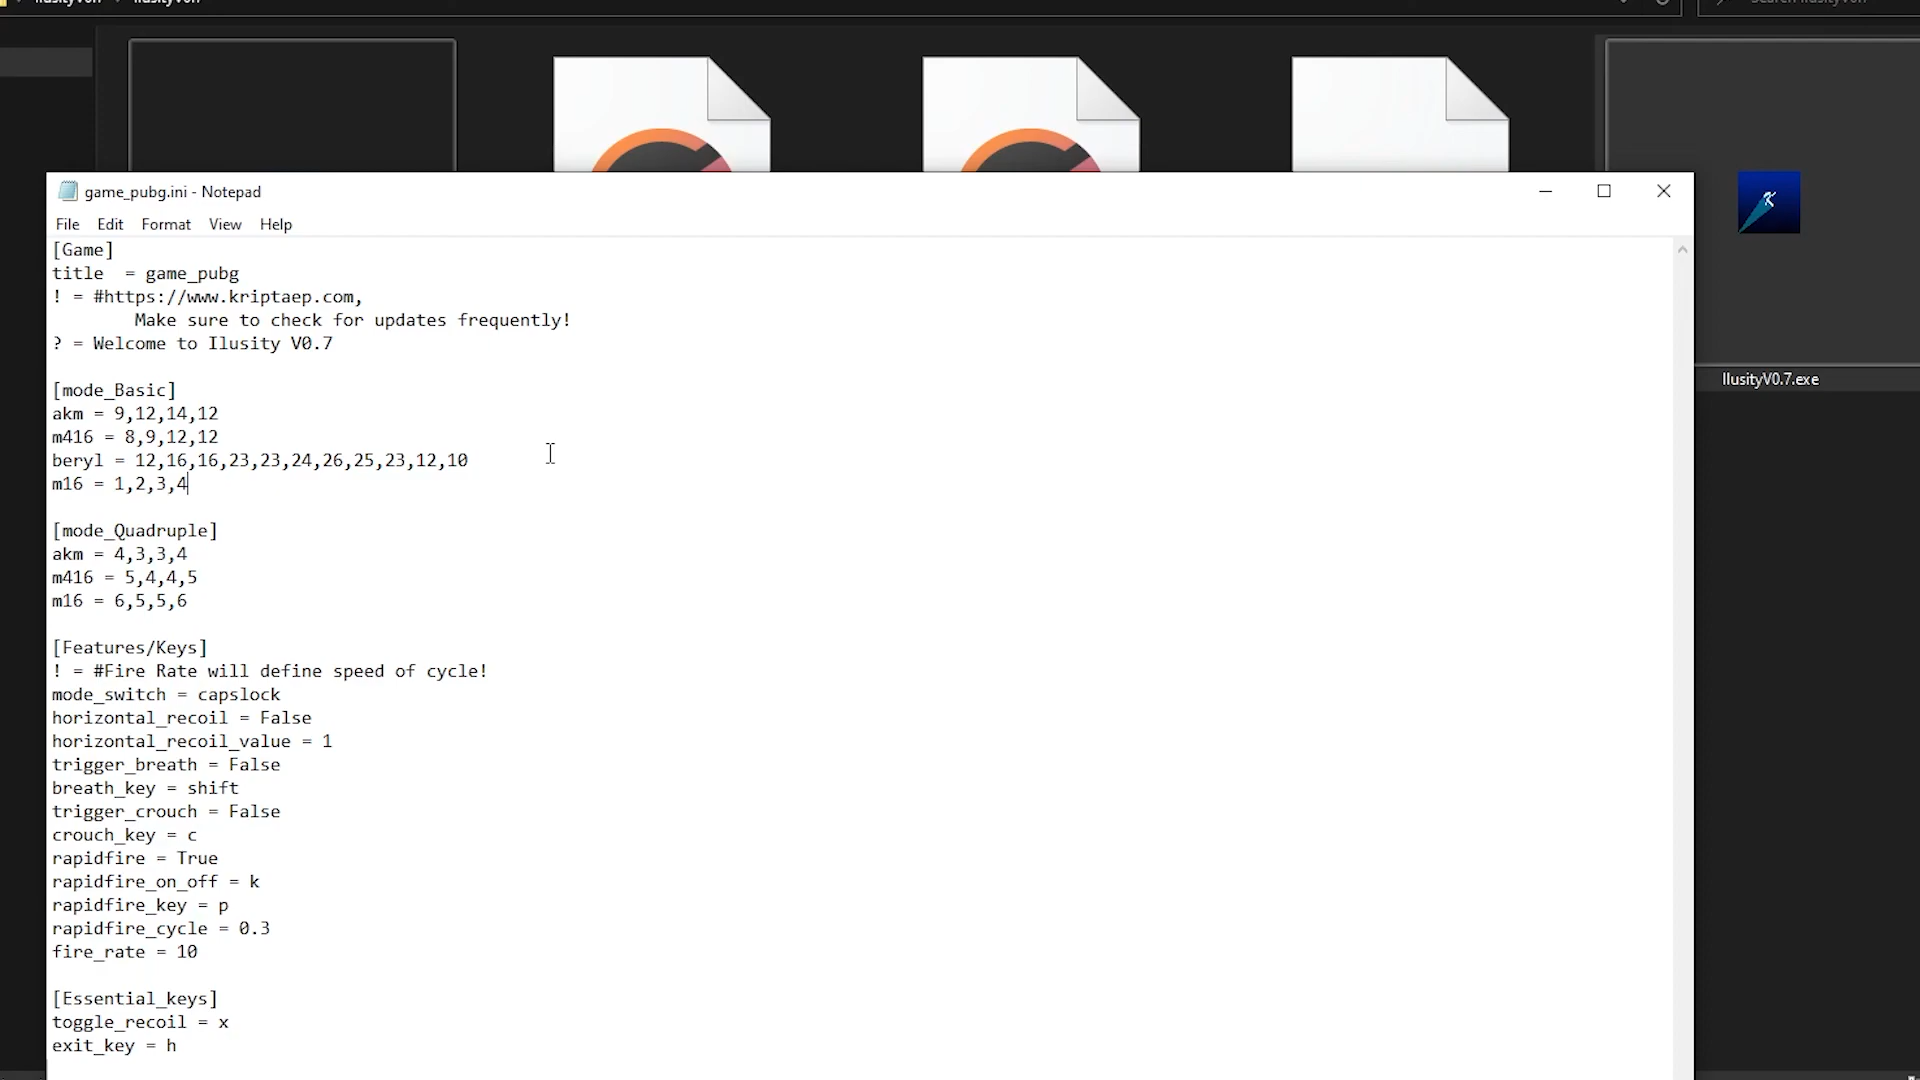 game_pubg.ini - Notepad
File Edit Format View Help
[Game]
title  = game_pubg
! = #https://www.kriptaep.com,
Make sure to check for updates frequently!
? = Welcome to Ilusity V0.7
[mode_Basic]
akm = 9,12,14,12
m416 = 8,9,12,12
beryl = 12,16,16,23,23,24,26,25,23,12,10
m16 = 1,2,3,4
[mode_Quadruple]
akm = 4,3,3,4
m416 = 5,4,4,5
m16 = 6,5,5,6
[Features/Keys]
! = #Fire Rate will define speed of cycle!
mode_switch = capslock
horizontal_recoil = False
horizontal_recoil_value = 1
trigger_breath = False
breath_key = shift
trigger_crouch = False
crouch_key = c
rapidfire = True
rapidfire_on_off = k
rapidfire_key = p
rapidfire_cycle = 0.3
fire_rate = 10
[Essential_keys]
toggle_recoil = x
exit_key = h
K
IlusityV0.7.exe